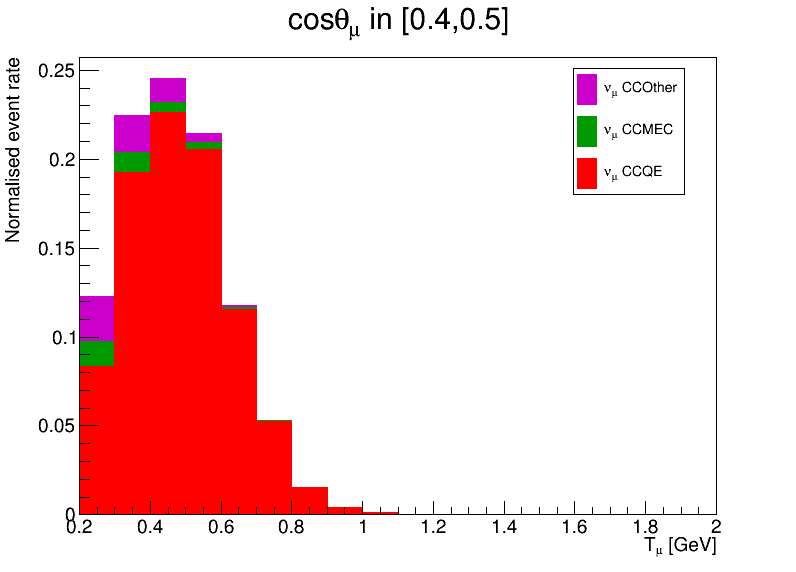 cosθμ in [0.4,0.5]
Normalised event rate
0.25
0.2
0.15
0.1
0.05
0
νμ CCOther
νμ CCMEC
νμ CCQE
0.2 0.4 0.6 0.8 1 1.2 1.4 1.6 1.8 2
Tμ [GeV]